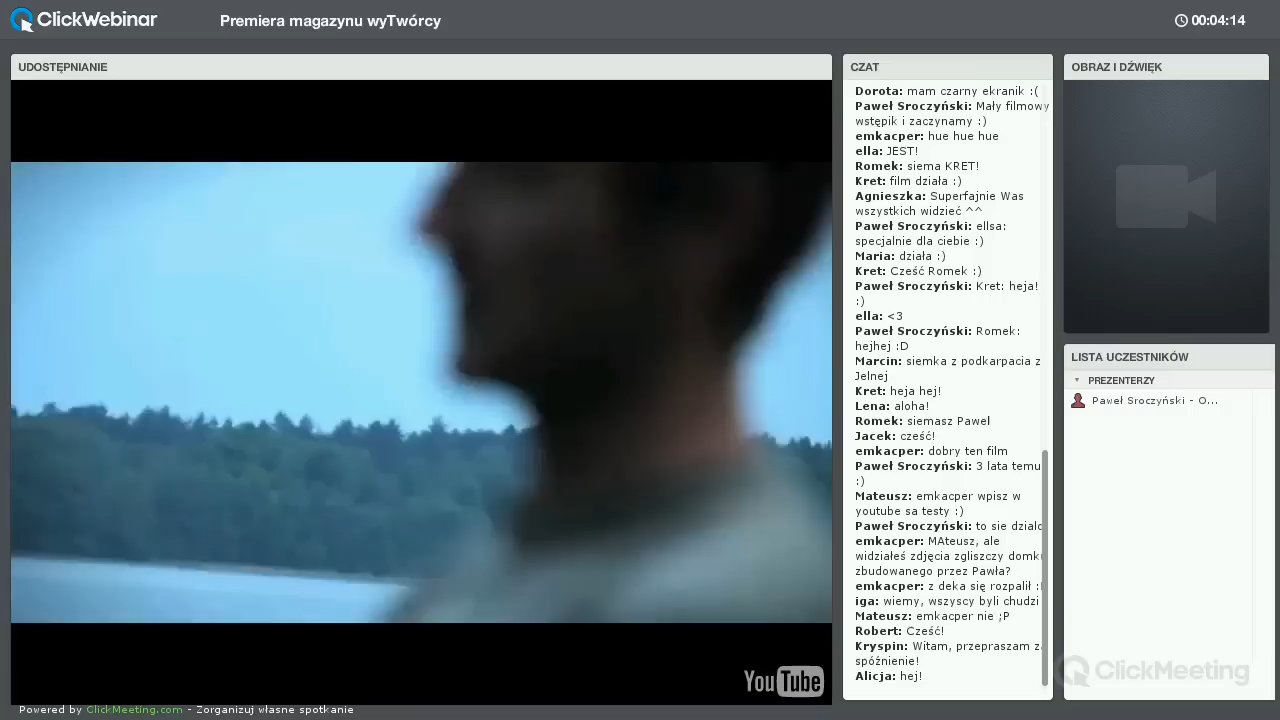 ClickWebinar
Premiera magazynu wyTwórcy
00:04:14
UDOSTĘPNIANIE
YouTube
Powered by ClickMeeting.com - Zorganizuj własne spotkanie
CZAT
Dorota: mam czarny ekranik :(
Paweł Sroczyński: Mały filmowy
wstępik i zaczynamy :)
emkacper: hue hue hue
ella: JEST!
Romek: siema KRET!
Kret: film działa :)
Agnieszka: Superfajnie Was
wszystkich widzieć ^^
Paweł Sroczyński: ellsa:
specjalnie dla ciebie :)
Maria: działa :)
Kret: Cześć Romek :)
Paweł Sroczyński: Kret: heja!
:)
ella: <3
Paweł Sroczyński: Romek:
hejhej :D
Marcin: siemka z podkarpacia z
Jelnej
Kret: heja hej!
Lena: aloha!
Romek: siemasz Pawel
Jacek: cześć!
emkacper: dobry ten film
Paweł Sroczyński: 3 lata temu
:)
Mateusz: emkacper wpisz w
youtube sa testy :)
Paweł Sroczyński: to sie
emkacper: MAteusz, ale
widziałeś zdjęcia zgliszczy
zbudowanego przez Pawła?
emkacper: z deka się rozpalił
iga: wiemy, wszyscy byli chudzi
Mateusz: emkacper nie ;P
Robert: Cześć!
Kryspin: Witam, przepraszam
spóźnienie!
Alicja: hej!
OBRAZ I DŹWIĘK
LISTA UCZESTNIKÓW
PREZENTERZY
Paweł Sroczyński - O...
ClickMeeting